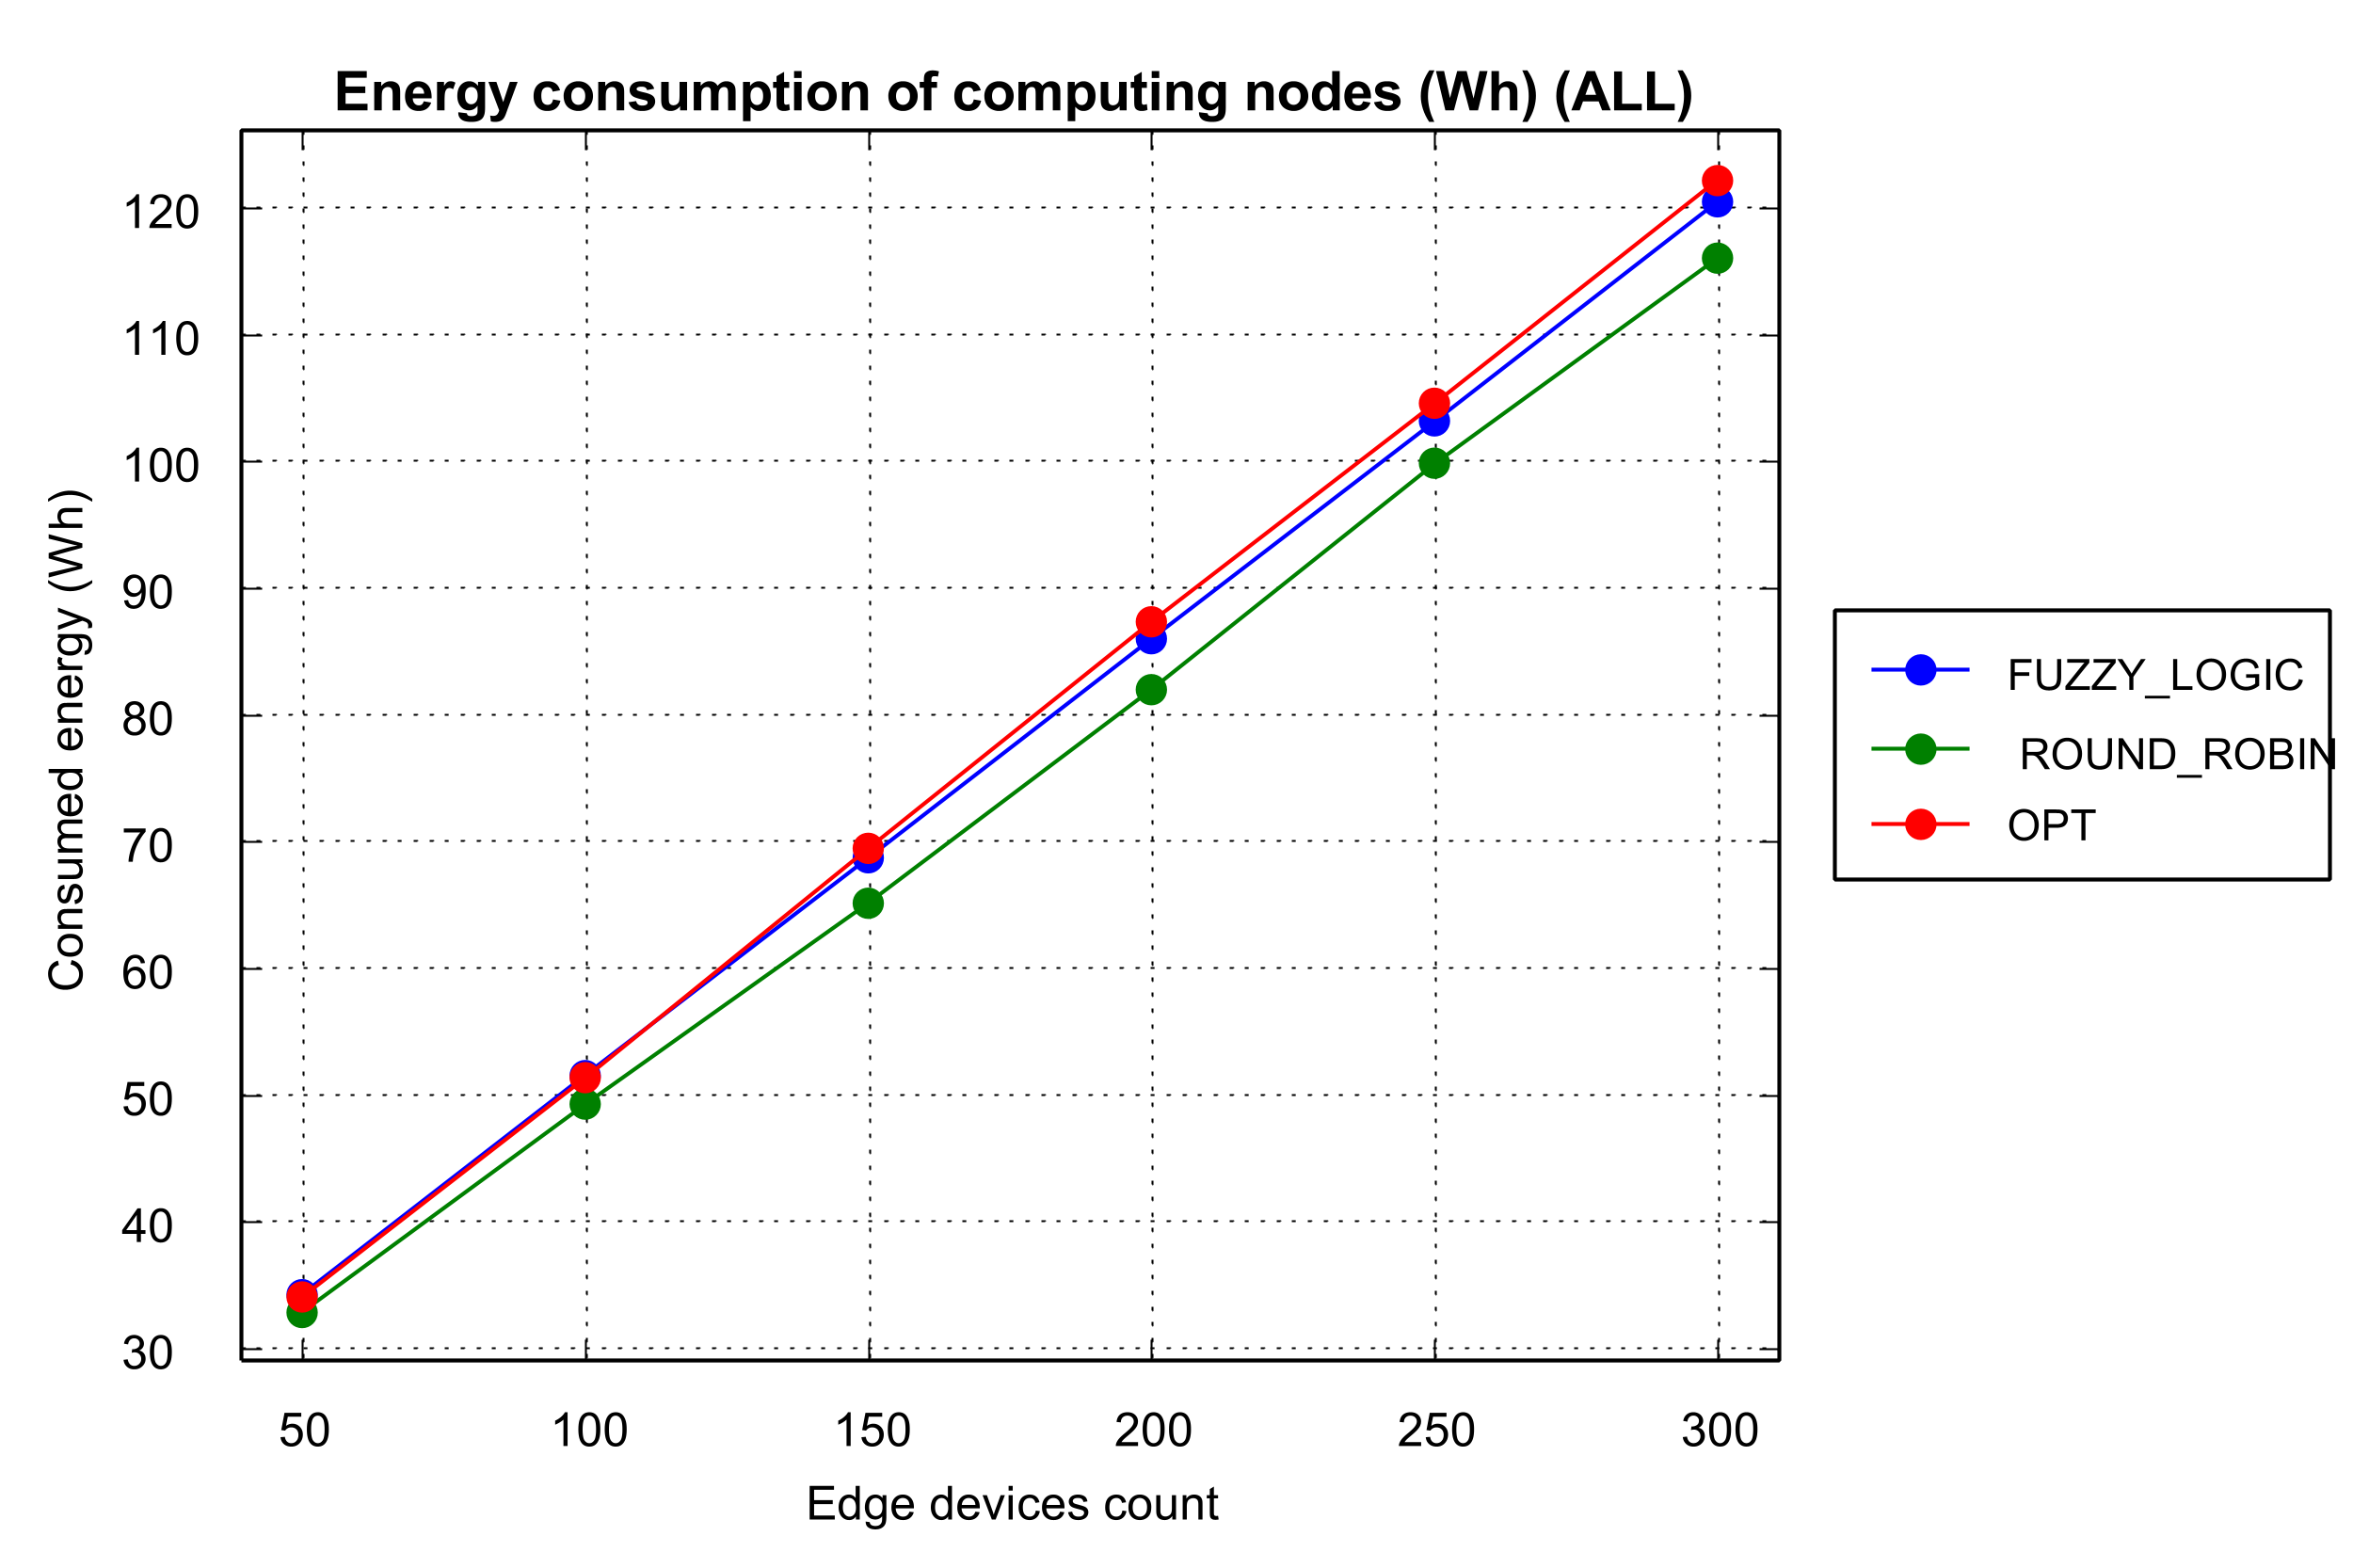 Energy consumption of computing nodes (Wh) (ALL)
120
110
100
90
80
70
60
50
40
30
Consumed energy (Wh)
50 100 150 200 250 300
Edge devices count
FUZZY_LOGIC
ROUND_ROBIN
OPT